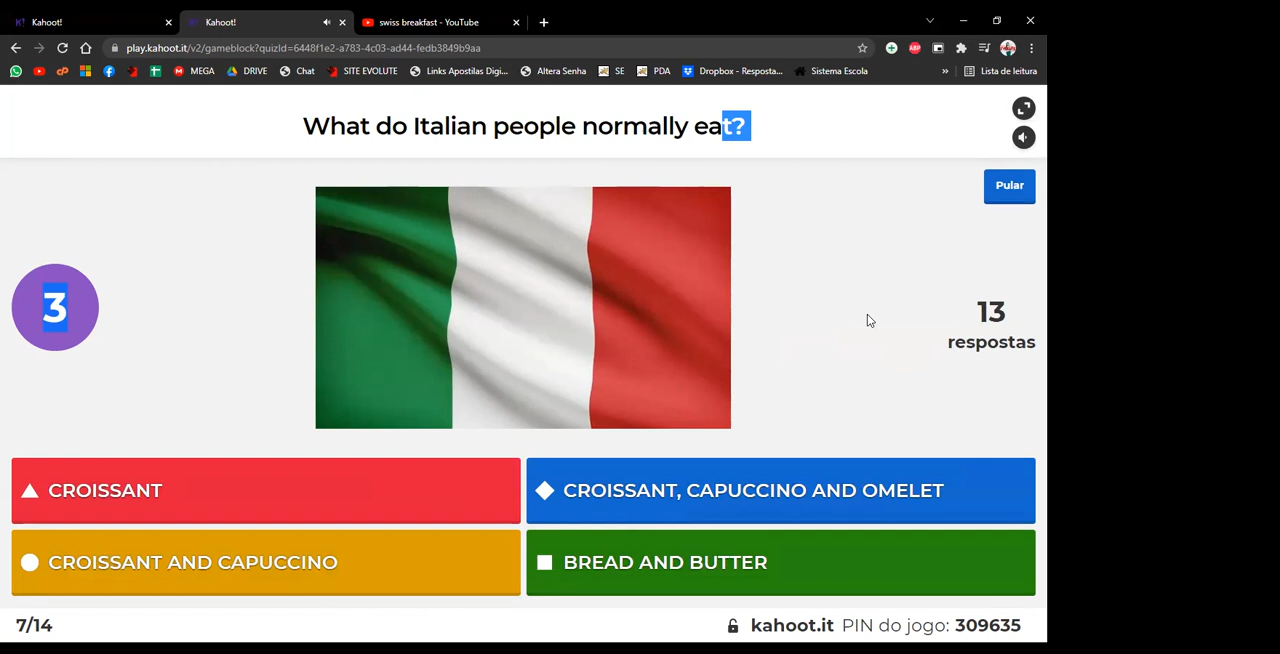 Kahoot!
Kahoot!
swiss breakfast - YouTube
play.kahoot.it/v2/gameblock?quizId=6448f1e2-a783-4c03-ad44-fedb3849b9aa
MEGA
DRIVE
Chat
SITE EVOLUTE
Links Apostilas Digi...
Altera Senha
SE
PDA
Dropbox - Resposta...
Sistema Escola
»
Lista de leitura
What do Italian people normally eat?
Pular
3
13
respostas
CROISSANT
CROISSANT, CAPUCCINO AND OMELET
CROISSANT AND CAPUCCINO
BREAD AND BUTTER
7/14
kahoot.it PIN do jogo: 309635